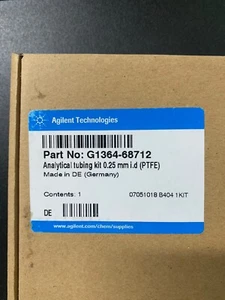 Agilent Technologies
Part No: G1364-68712
Analytical tubing kit 0.25 mm i.d (PTFE)
Made in DE (Germany)
Contents: 1
07051018 B404 1KIT
DE
www.agilent.com/chem/supplies